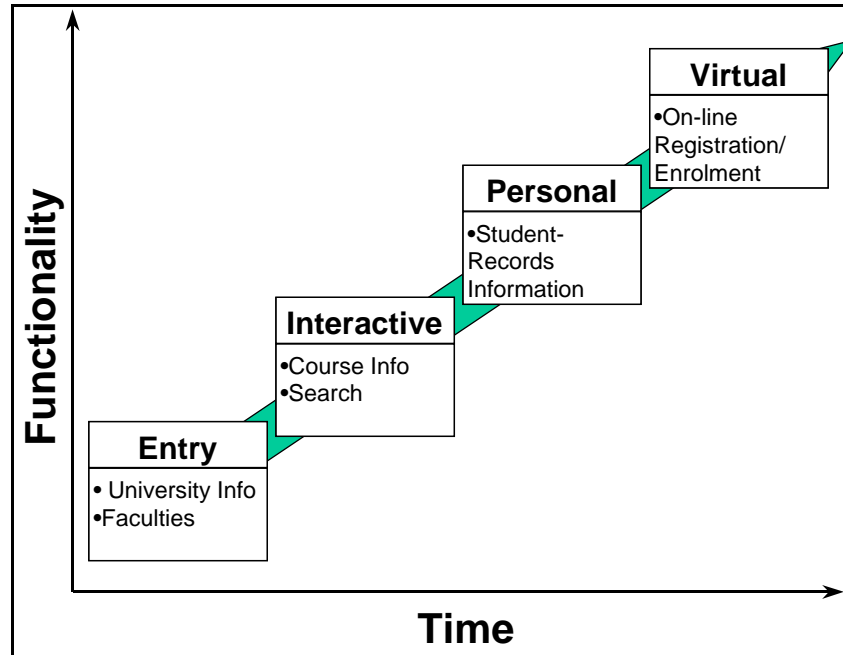 Virtual
•On-line
Registration/
Enrolment
Personal
•Student-
Records
Information
Interactive
•Course Info
•Search
Entry
• University Info
•Faculties
Functionality
Time